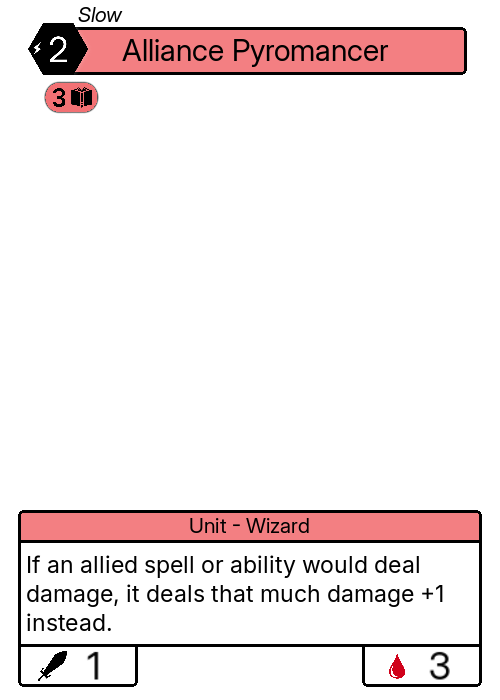 Slow
2 Alliance Pyromancer
3
Unit - Wizard
If an allied spell or ability would deal
damage, it deals that much damage +1
instead.
1 3